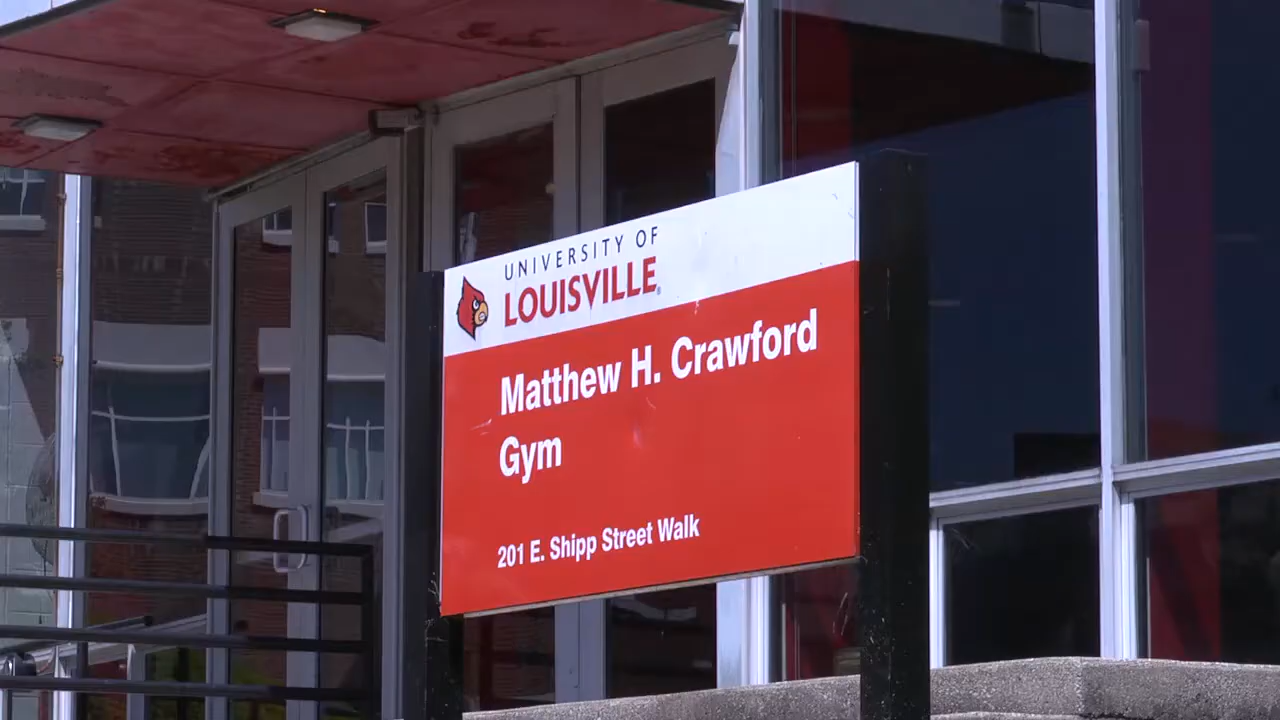 UNIVERSITY OF
LOUISVILLE
Matthew H. Crawford
Gym
201 E. Shipp Street Walk